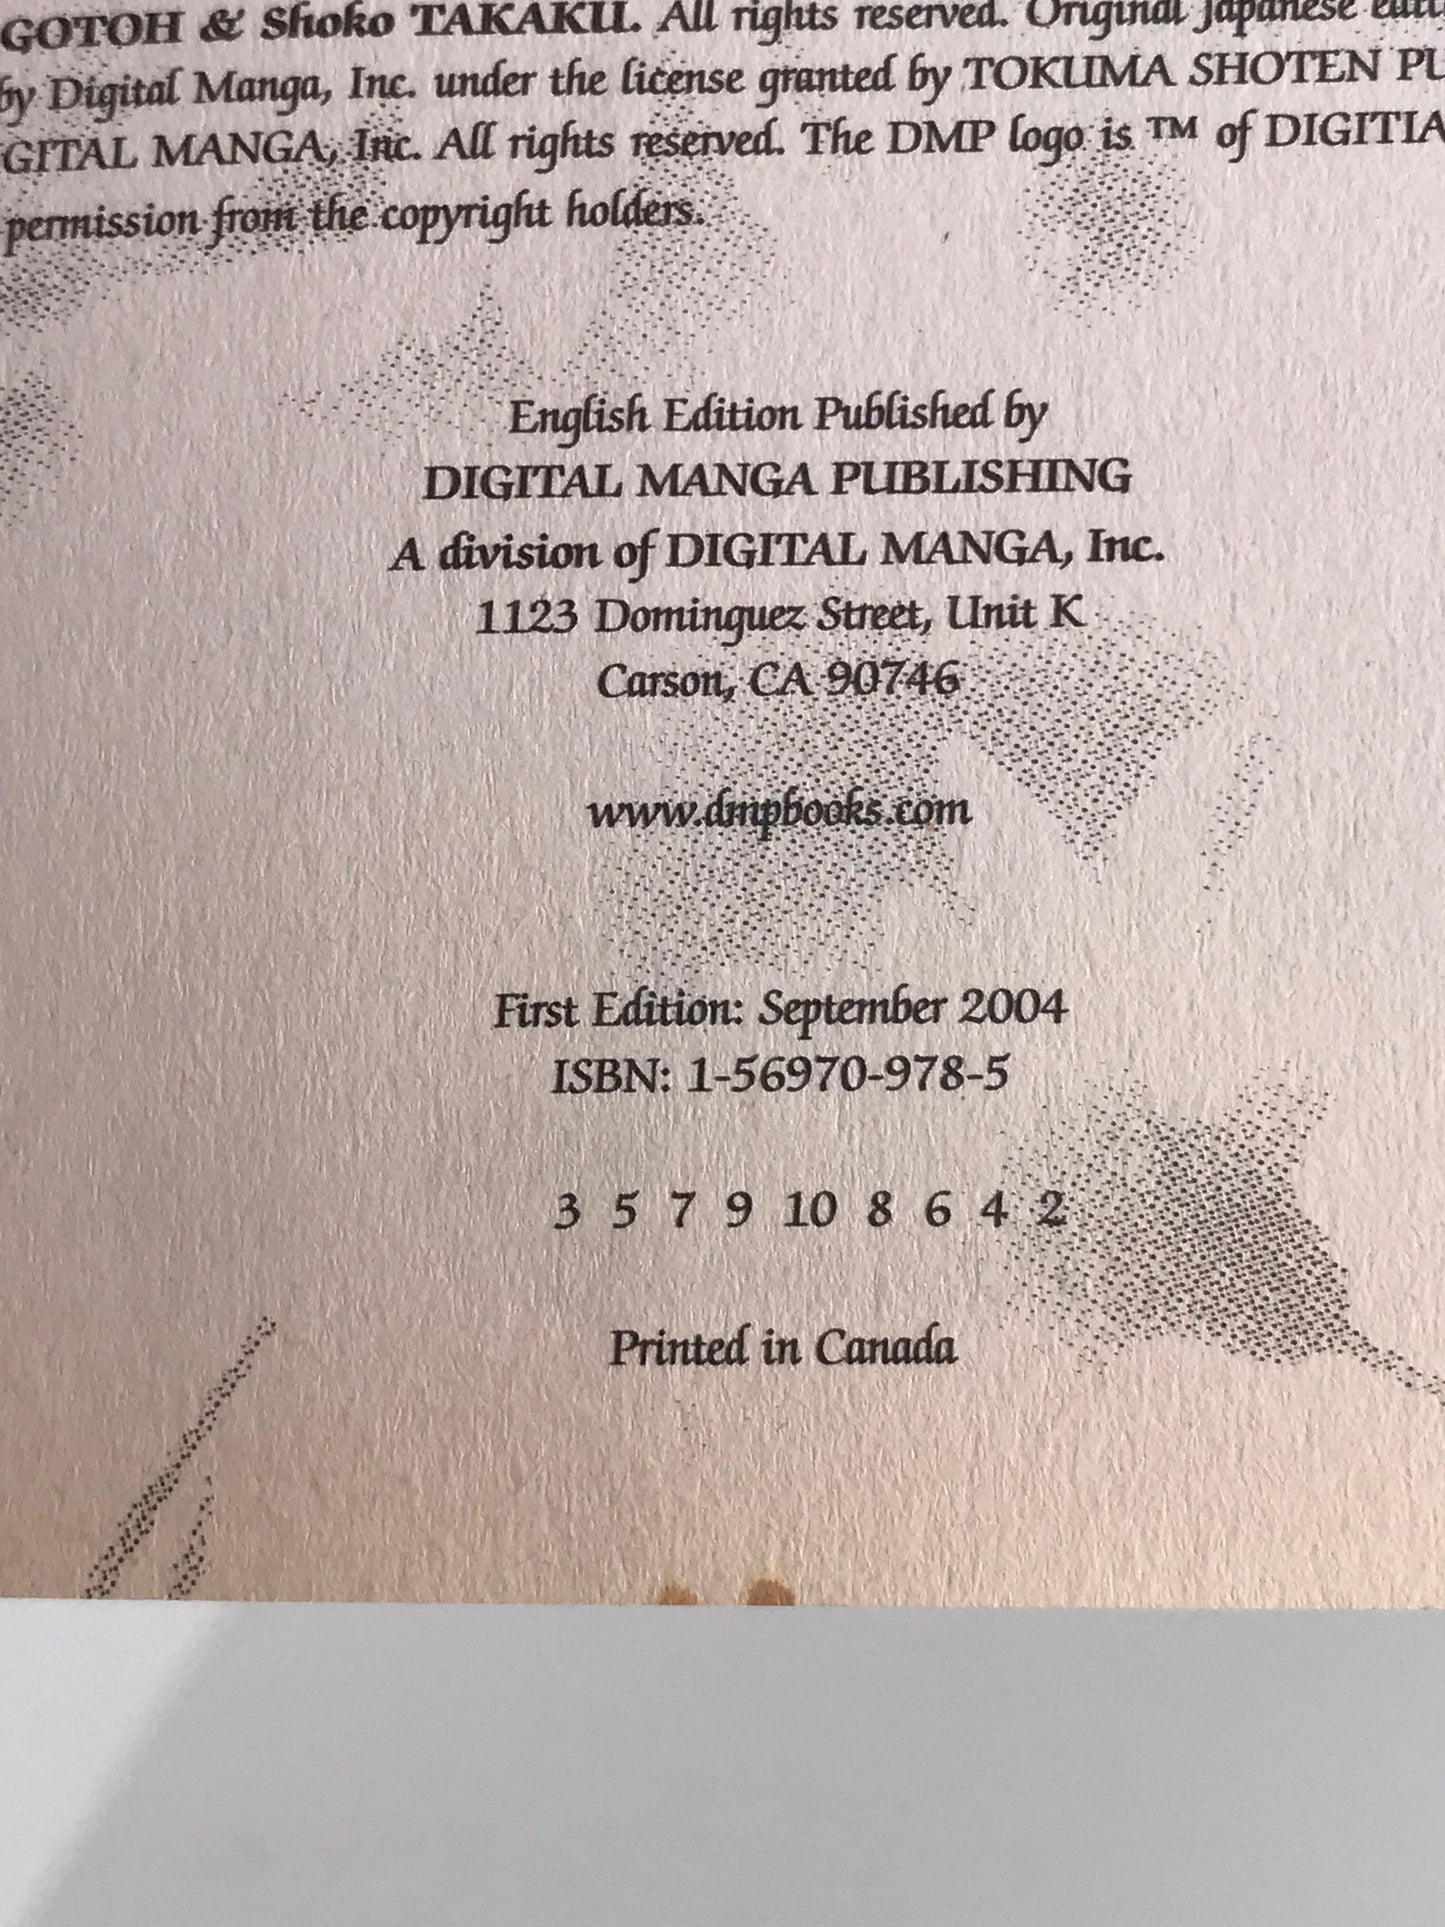 GOTOH & Shoko TAKAKU. All rights reserved. Original Japanese
by Digital Manga, Inc. under the license granted by TOKUMA SHOTEN PU
GITAL MANGA, Inc. All rights reserved. The DMP logo is ™ of DIGITIA
permission from the copyright holders.
English Edition Published by
DIGITAL MANGA PUBLISHING
A division of DIGITAL MANGA, Inc.
1123 Dominguez Street, Unit K
Carson, CA 90746
www.dmpbooks.com
First Edition: September 2004
ISBN: 1-56970-978-5
3 5 7 9 10 8 6 4 2
Printed in Canada